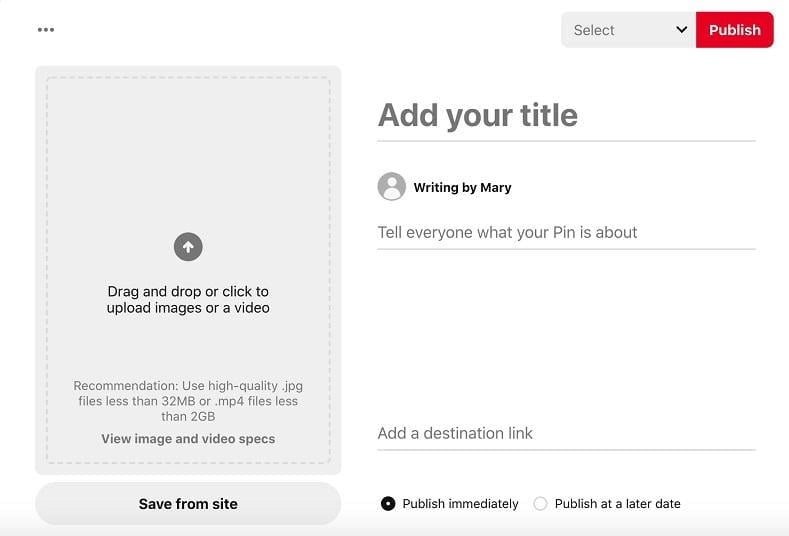 Select
Publish
Drag and drop or click to
upload images or a video
Recommendation: Use high-quality .jpg
files less than 32MB or .mp4 files less
than 2GB
View image and video specs
Save from site
Add your title
Writing by Mary
Tell everyone what your Pin is about
Add a destination link
Publish immediately
Publish at a later date